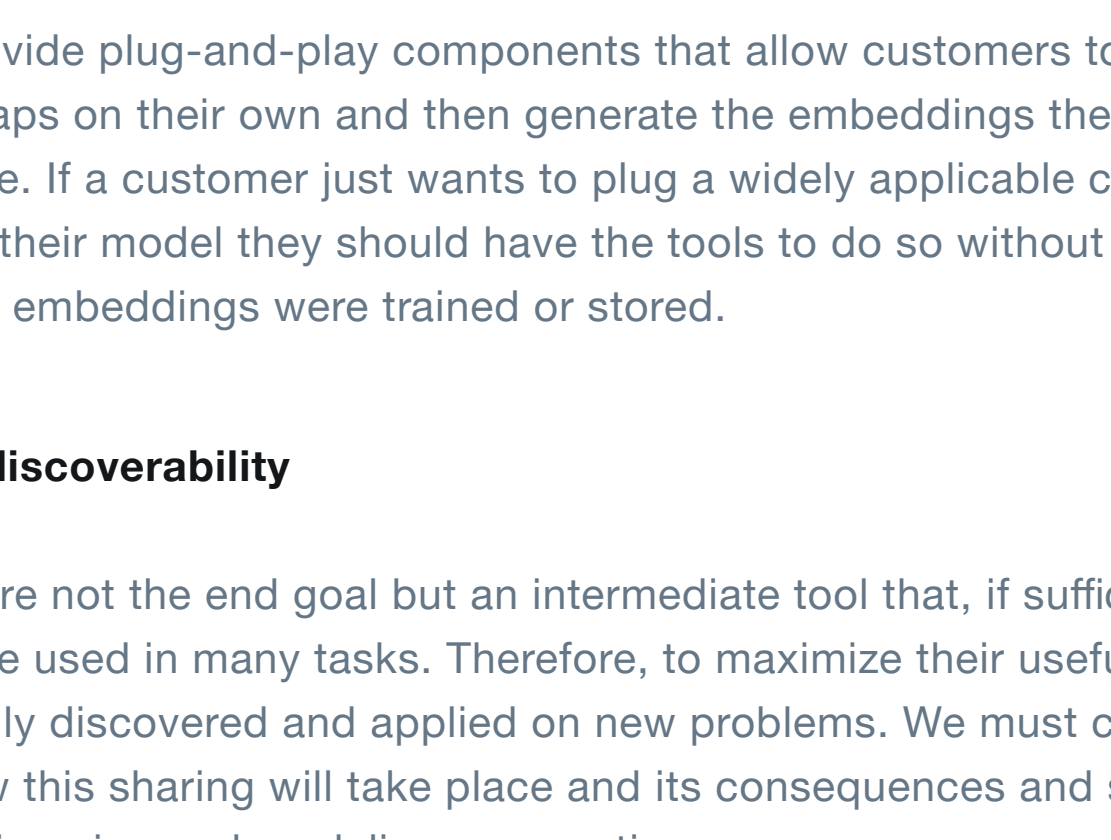 vide plug-and-play components that allow customers to
aps on their own and then generate the embeddings the
e. If a customer just wants to plug a widely applicable c
their model they should have the tools to do so without
embeddings were trained or stored.
discoverability
re not the end goal but an intermediate tool that, if suffic
e used in many tasks. Therefore, to maximize their usefu
ly discovered and applied on new problems. We must c
w this sharing will take place and its consequences and s